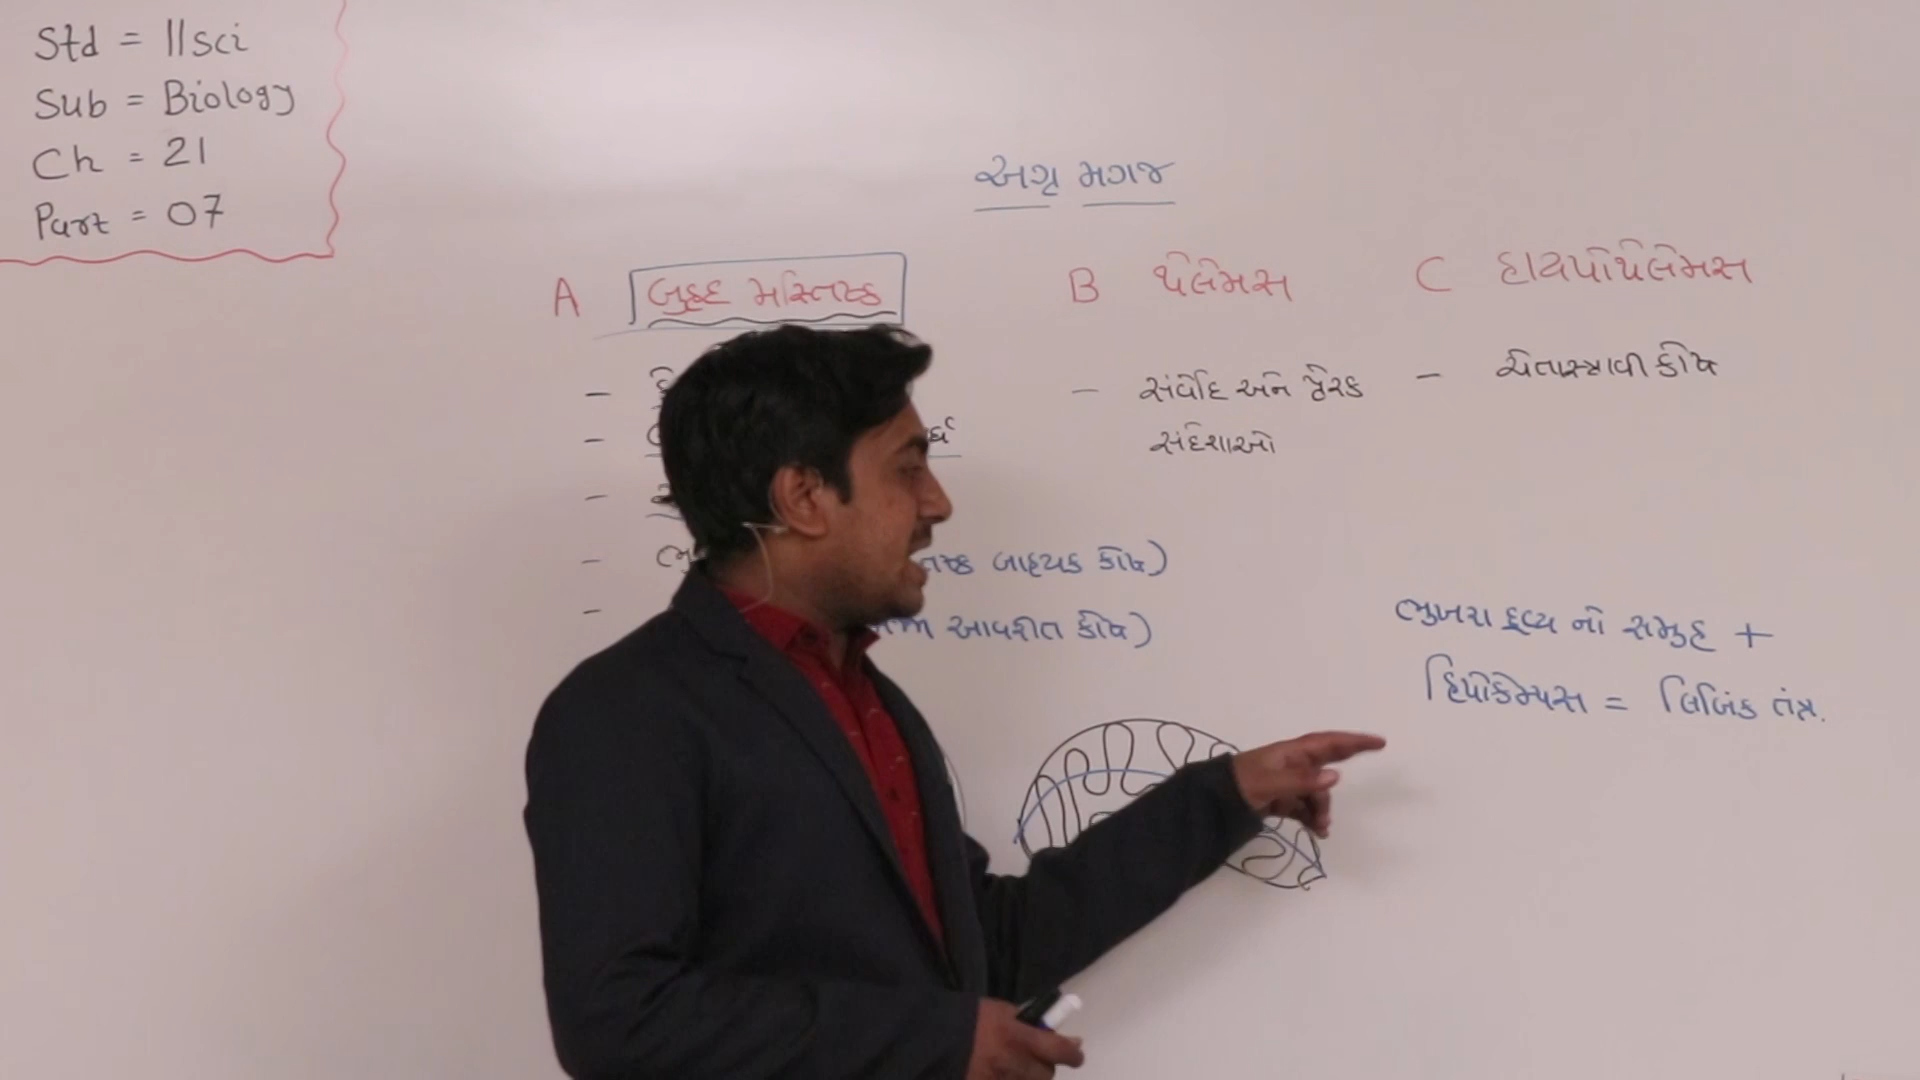 Std = 11sci
Sub = Biology
Ch = 21
Part = 07
અગ્ર મગજ
A બૃહદ મસ્તિષ્ક
B થેલેમસ
C હાયપોથેલેમસ
- સંવેદિ અને પ્રેરક
સંદેશાઓ
- ચેતાસ્ત્રાવી કોષ
બાહ્યક કોષ)
આવરીત કોષ)
ભુખરા દ્રવ્ય નો સમુહ +
હિપોકેમ્પસ = લિંબિક તંત્ર.